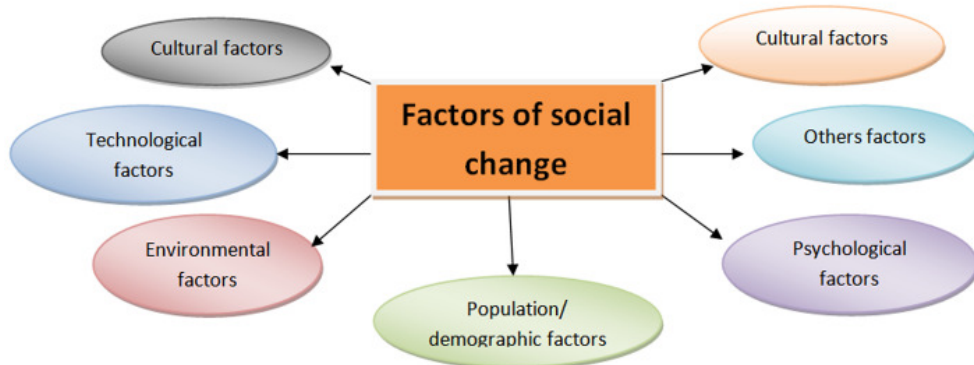 Cultural factors
Cultural factors
Factors of social
change
Technological
factors
Others factors
Environmental
factors
Psychological
factors
Population/
demographic factors